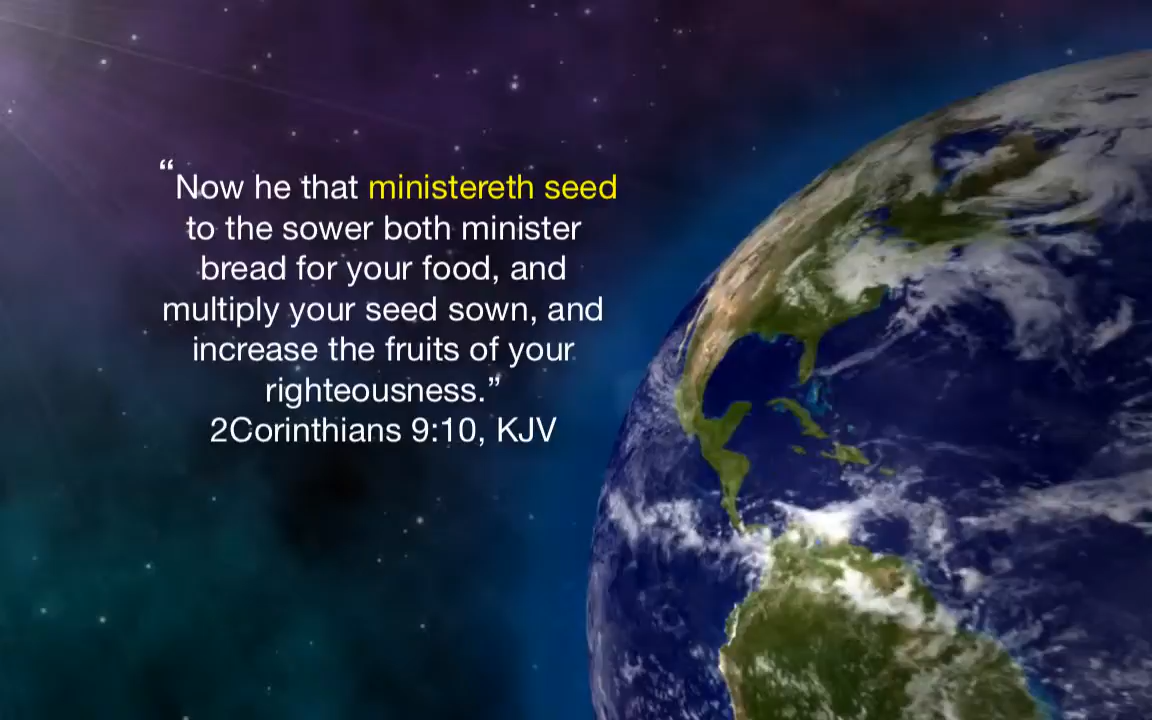 “Now he that ministereth seed
to the sower both minister
bread for your food, and
multiply your seed sown, and
increase the fruits of your
righteousness.”
2Corinthians 9:10, KJV